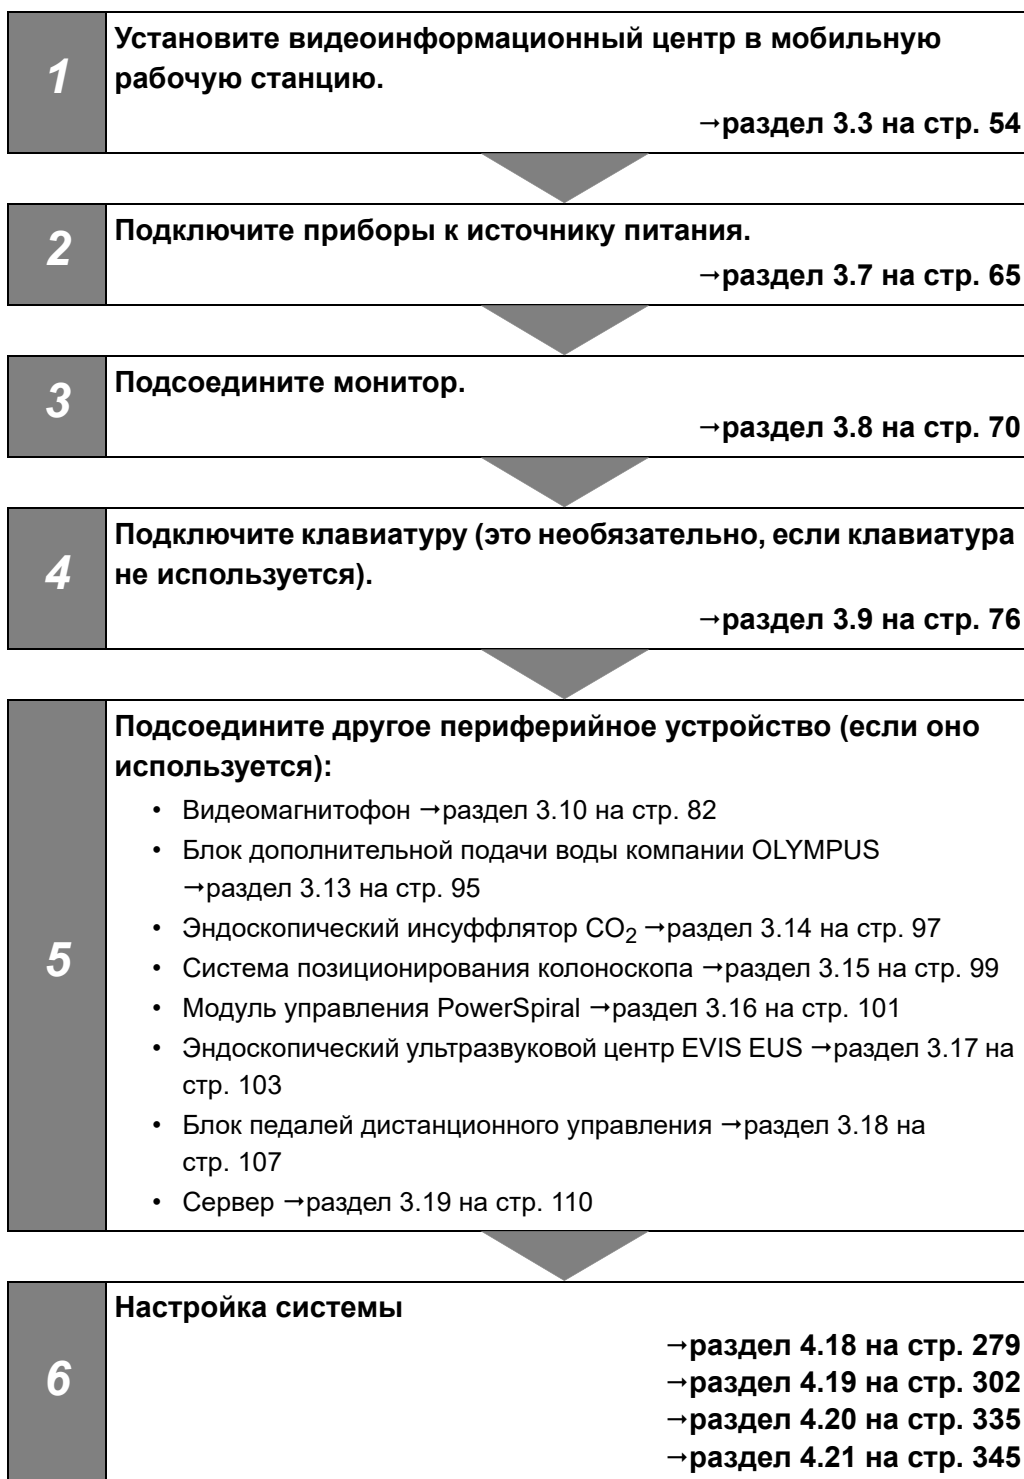 1
Установите видеоинформационный центр в мобильную
рабочую станцию.
→раздел 3.3 на стр. 54
2
Подключите приборы к источнику питания.
→раздел 3.7 на стр. 65
3
Подсоедините монитор.
→раздел 3.8 на стр. 70
4
Подключите клавиатуру (это необязательно, если клавиатура
не используется).
→раздел 3.9 на стр. 76
5
Подсоедините другое периферийное устройство (если оно
используется):
• Видеомагнитофон →раздел 3.10 на стр. 82
• Блок дополнительной подачи воды компании OLYMPUS
→раздел 3.13 на стр. 95
• Эндоскопический инсуффлятор CO₂ →раздел 3.14 на стр. 97
• Система позиционирования колоноскопа →раздел 3.15 на стр. 99
• Модуль управления PowerSpiral →раздел 3.16 на стр. 101
• Эндоскопический ультразвуковой центр EVIS EUS →раздел 3.17 на
стр. 103
• Блок педалей дистанционного управления →раздел 3.18 на
стр. 107
• Сервер →раздел 3.19 на стр. 110
6
Настройка системы
→раздел 4.18 на стр. 279
→раздел 4.19 на стр. 302
→раздел 4.20 на стр. 335
→раздел 4.21 на стр. 345